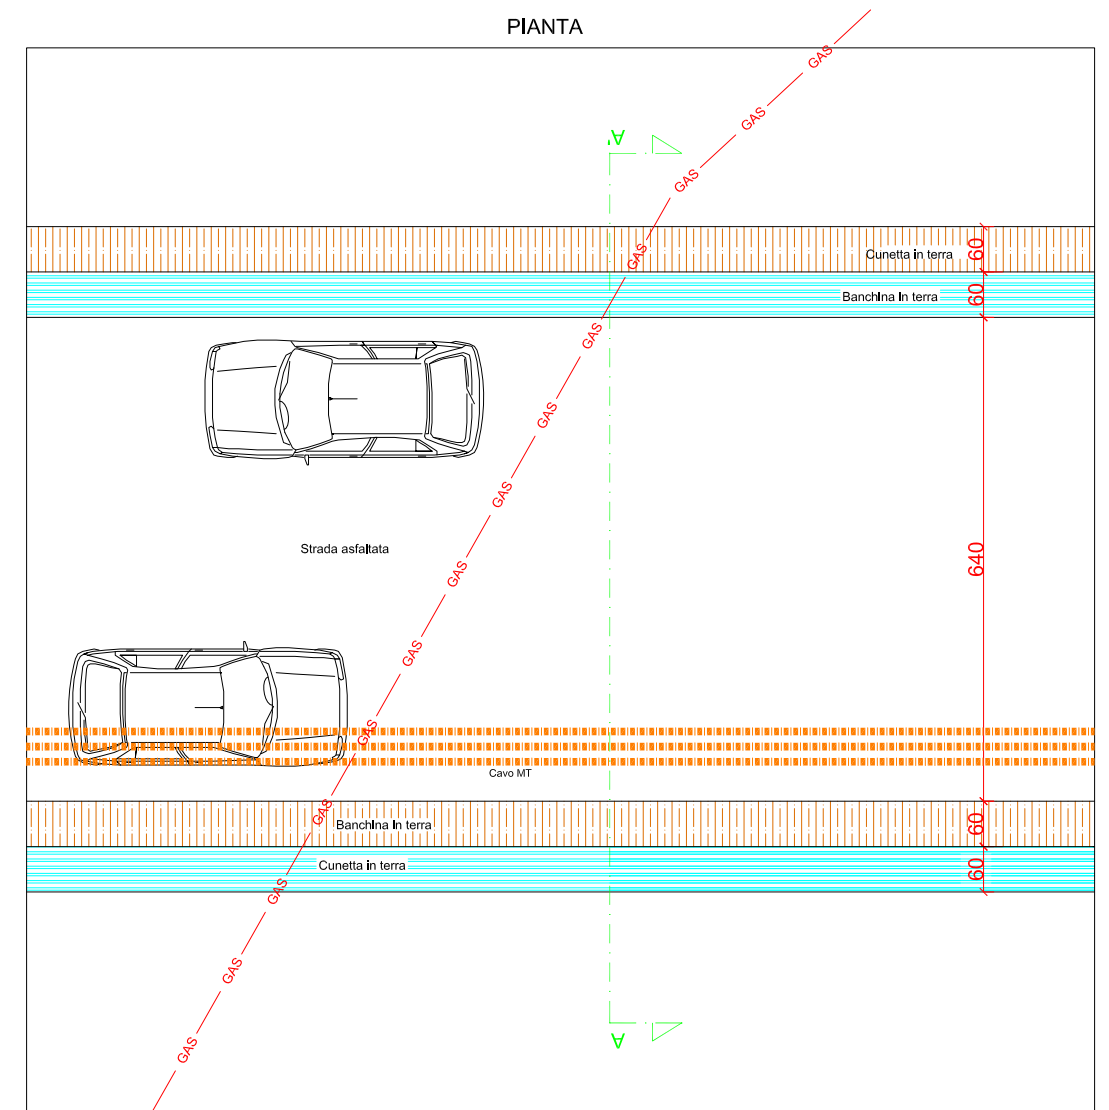 PIANTA
GAS
A'
GAS
GAS
GAS
Cunetta in terra
60
GAS
Banchina in terra
60
GAS
GAS
GAS
Strada asfaltata
640
GAS
GAS
GAS
Cavo MT
GAS
Banchina in terra
60
Cunetta in terra
60
GAS
GAS
A
GAS